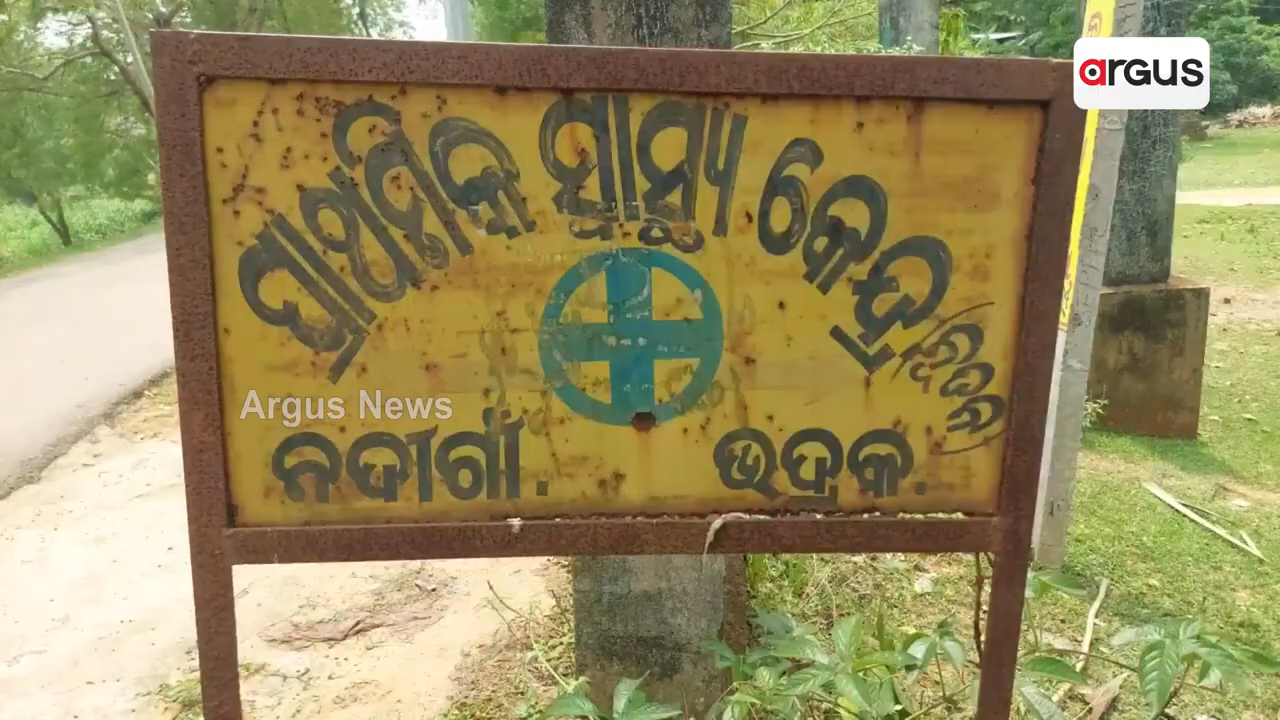 argus
ପ୍ରାଥମିକ ସ୍ୱାସ୍ଥ୍ୟ କେନ୍ଦ୍ର
Argus News
ନଦୀଗାଁ. ଭଦ୍ରକ.